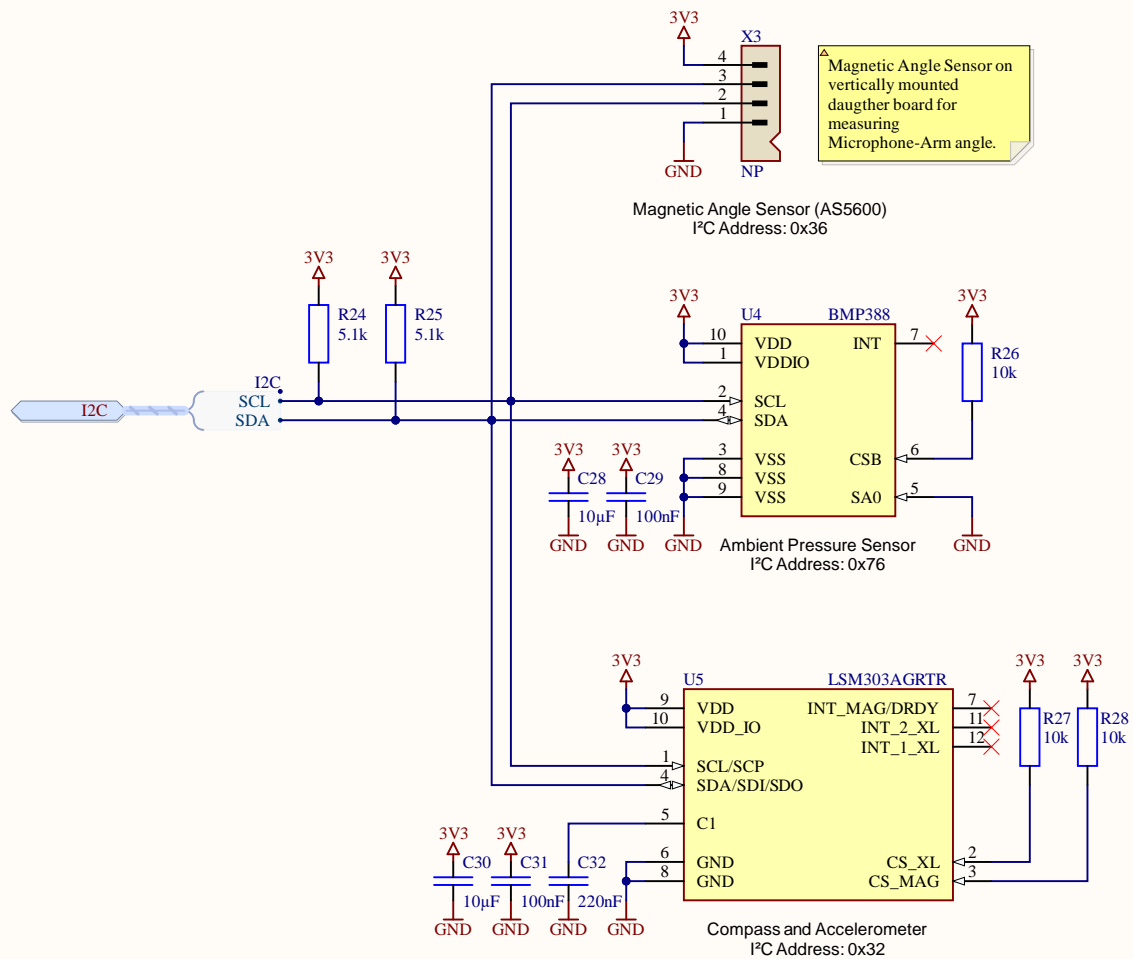 3V3
X3
4
3
2
1
GND
NP
Magnetic Angle Sensor on
vertically mounted
daugther board for
measuring
Microphone-Arm angle.
Magnetic Angle Sensor (AS5600)
I²C Address: 0x36
3V3
3V3
R24
5.1k
R25
5.1k
I2C
I2C
SCL
SDA
3V3
3V3
U4
BMP388
10
VDD
INT
7
1
VDDIO
R26
10k
2
SCL
4
SDA
3
VSS
CSB
6
8
VSS
9
VSS
SA0
5
3V3
3V3
C28
C29
10µF
100nF
GND
GND
GND
GND
Ambient Pressure Sensor
I²C Address: 0x76
3V3
3V3
3V3
U5
LSM303AGRTR
9
VDD
INT_MAG/DRDY
7
10
VDD_IO
INT_2_XL
11
INT_1_XL
12
R27
10k
R28
10k
1
SCL/SCP
4
SDA/SDI/SDO
5
C1
6
GND
CS_XL
2
8
GND
CS_MAG
3
3V3
3V3
C30
C31
C32
10µF
100nF
220nF
GND
GND
GND
GND
Compass and Accelerometer
I²C Address: 0x32